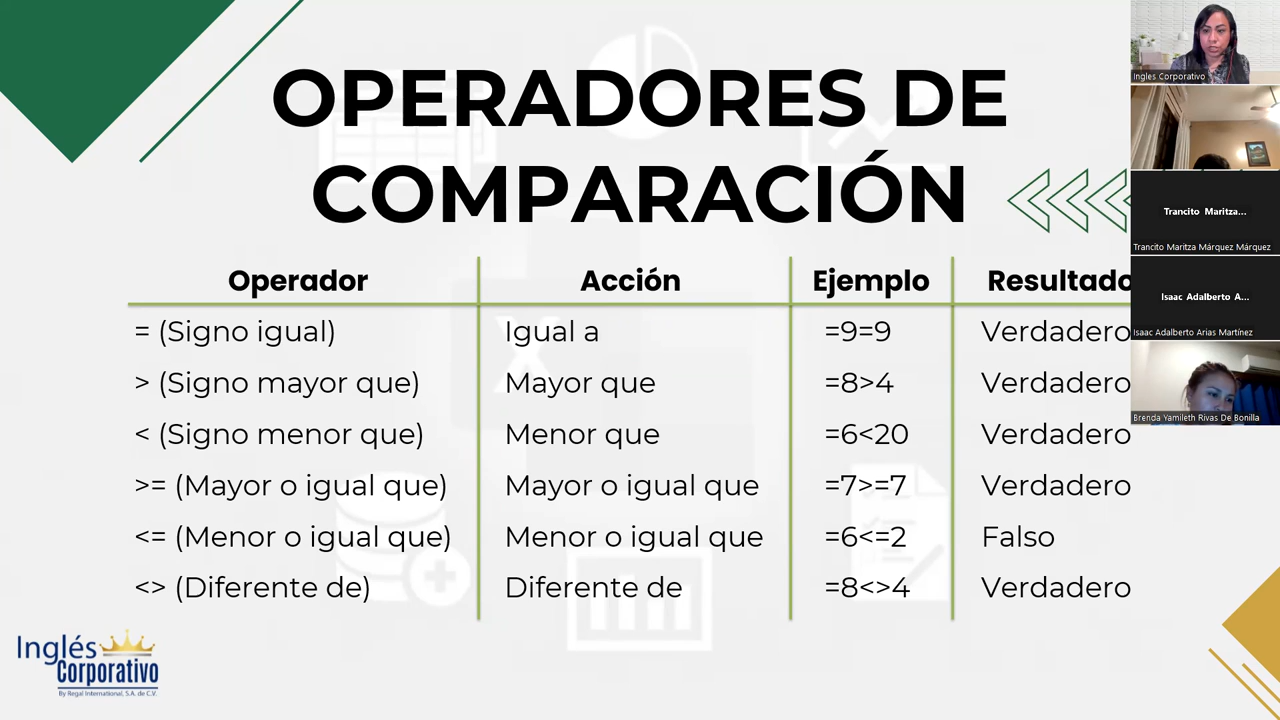 OPERADORES DE
COMPARACIÓN
Operador Acción Ejemplo Resultado
= (Signo igual) Igual a =9=9 Verdadero
> (Signo mayor que) Mayor que =8>4 Verdadero
< (Signo menor que) Menor que =6<20 Verdadero
>= (Mayor o igual que) Mayor o igual que =7>=7 Verdadero
<= (Menor o igual que) Menor o igual que =6<=2 Falso
<> (Diferente de) Diferente de =8<>4 Verdadero
Inglés
Corporativo
By Regal International, S.A. de C.V.
Ingles Corporativo
Trancito Maritza...
Trancito Maritza Márquez Márquez
Isaac Adalberto A...
Isaac Adalberto Arias Martínez
Brenda Yamileth Rivas De Bonilla